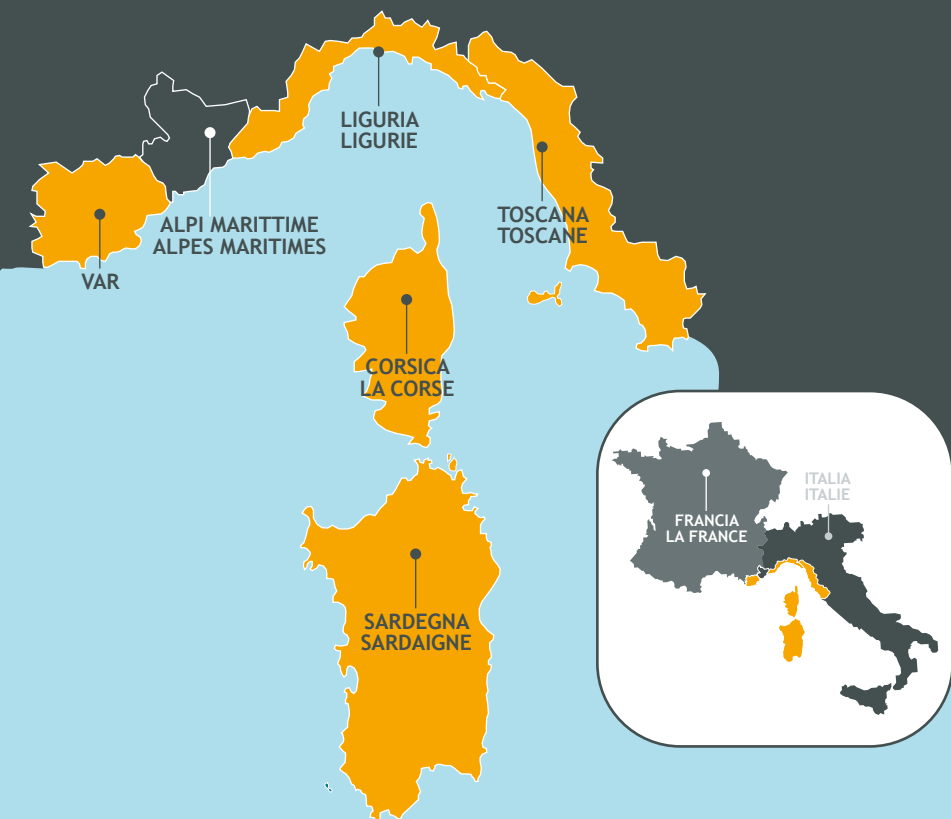 LIGURIA
LIGURIE
TOSCANA
TOSCANE
ALPI MARITTIME
ALPES MARITIMES
VAR
CORSICA
LA CORSE
SARDEGNA
SARDAIGNE
ITALIA
ITALIE
FRANCIA
LA FRANCE